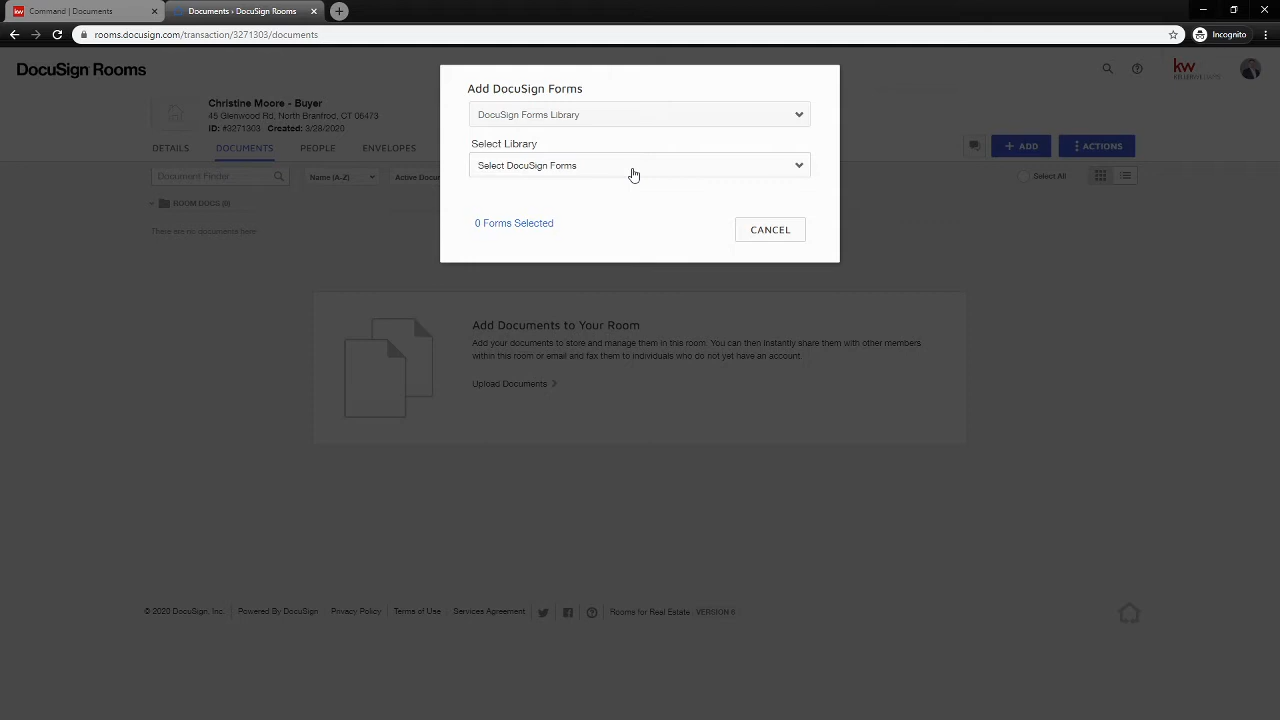 Command | Documents
Documents › DocuSign Rooms
rooms.docusign.com/transaction/3271303/documents
Incognito
DocuSign Rooms
kw
KELLERWILLIAMS
Christine Moore - Buyer
45 Glenwood Rd, North Branfrod, CT 06473
ID: #3271303 Created: 3/28/2020
DETAILS
DOCUMENTS
PEOPLE
ENVELOPES
+ ADD
ACTIONS
Document Finder
Name (A-Z)
Active Docum
Select All
ROOM DOCS (0)
There are no documents here
Add DocuSign Forms
DocuSign Forms Library
Select Library
Select DocuSign Forms
0 Forms Selected
CANCEL
Add Documents to Your Room
Add your documents to store and manage them in this room. You can then instantly share them with other members
within this room or email and fax them to individuals who do not yet have an account.
Upload Documents
© 2020 DocuSign, Inc.
Powered By DocuSign
Privacy Policy
Terms of Use
Services Agreement
Rooms for Real Estate VERSION 6